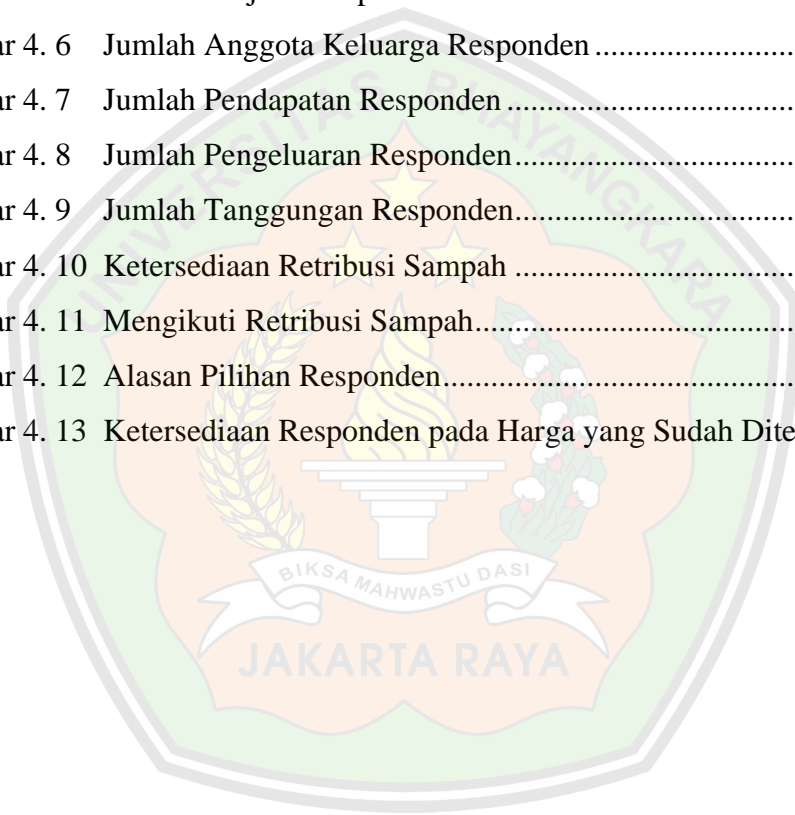 ar 4. 6 Jumlah Anggota Keluarga Responden ..............................
ar 4. 7 Jumlah Pendapatan Responden .......................................
ar 4. 8 Jumlah Pengeluaran Responden......................................
ar 4. 9 Jumlah Tanggungan Responden......................................
ar 4. 10 Ketersediaan Retribusi Sampah ......................................
ar 4. 11 Mengikuti Retribusi Sampah...........................................
ar 4. 12 Alasan Pilihan Responden...............................................
ar 4. 13 Ketersediaan Responden pada Harga yang Sudah Dite
UNIVERSITAS BHAYANGKARA
BIKSA MAHWASTU DASI
JAKARTA RAYA